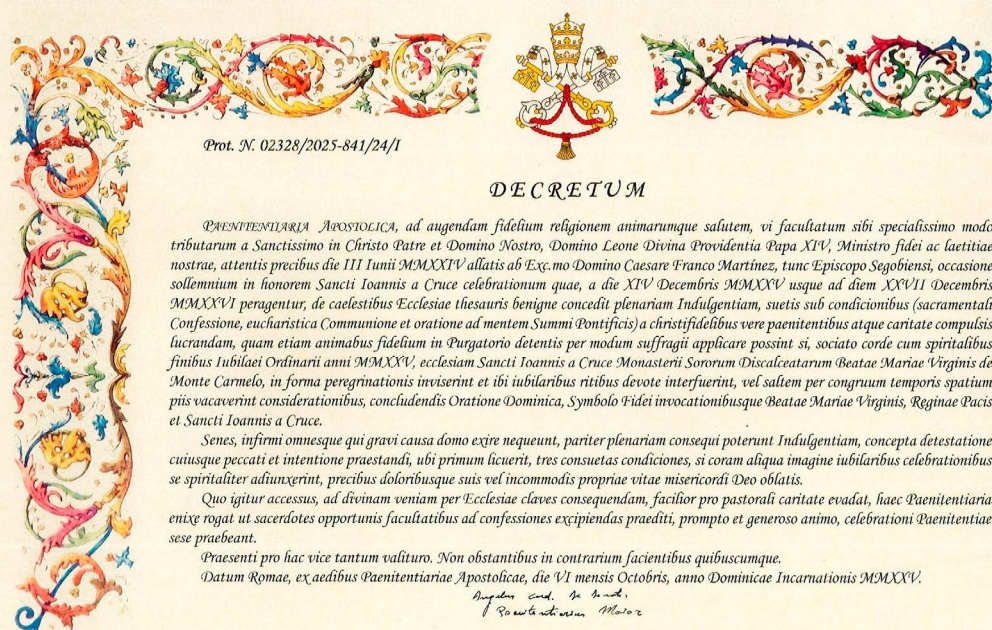 Prot. N. 02328/2025-841/24/I
DECRETUM
PAENITENTIARIA APOSTOLICA, ad augendam fidelium religionem animarumque salutem, vi facultatum sibi specialissimo modo
tributarum a Sanctissimo in Christo Patre et Domino Nostro, Domino Leone Divina Providentia Papa XIV, Ministro fidei ac laetitiae
nostrae, attentis precibus die III Iunii MMXXIV allatis ab Exc.mo Domino Caesare Franco Martínez, tunc Episcopo Segobiensi, occasione
sollemnium in honorem Sancti Ioannis a Cruce celebrationum quae, a die XIV Decembris MMXXV usque ad diem XXVII Decembris
MMXXVI peragentur, de caelestibus Ecclesiae thesauris benigne concedit plenariam Indulgentiam, suetis sub condicionibus (sacramentali
Confessione, eucharistica Communione et oratione ad mentem Summi Pontificis) a christifidelibus vere paenitentibus atque caritate compulsis
lucrandam, quam etiam animabus fidelium in Purgatorio detentis per modum suffragii applicare possint si, sociato corde cum spiritalibus
finibus Iubilaei Ordinarii anni MMXXV, ecclesiam Sancti Ioannis a Cruce Monasterii Sororum Discalceatarum Beatae Mariae Virginis de
Monte Carmelo, in forma peregrinationis inviserint et ibi iubilaribus ritibus devote interfuerint, vel saltem per congruum temporis spatium
piis vacaverint considerationibus, concludendis Oratione Dominica, Symbolo Fidei invocationibusque Beatae Mariae Virginis, Reginae Pacis
et Sancti Ioannis a Cruce.
Senes, infirmi omnesque qui gravi causa domo exire nequeunt, pariter plenariam consequi poterunt Indulgentiam, concepta detestatione
cuiusque peccati et intentione praestandi, ubi primum licuerit, tres consuetas condiciones, si coram aliqua imagine iubilaribus celebrationibus
se spiritaliter adiunxerint, precibus doloribusque suis vel incommodis propriae vitae misericordi Deo oblatis.
Quo igitur accessus, ad divinam veniam per Ecclesiae claves consequendam, facilior pro pastorali caritate evadat, haec Paenitentiaria
enixe rogat ut sacerdotes opportunis facultatibus ad confessiones excipiendas praediti, prompto et generoso animo, celebrationi Paenitentiae
sese praebeant.
Praesenti pro hac vice tantum valituro. Non obstantibus in contrarium facientibus quibuscumque.
Datum Romae, ex aedibus Paenitentiariae Apostolicae, die VI mensis Octobris, anno Dominicae Incarnationis MMXXV.
Angelus card. De Donatis
Paenitentiarius Maior